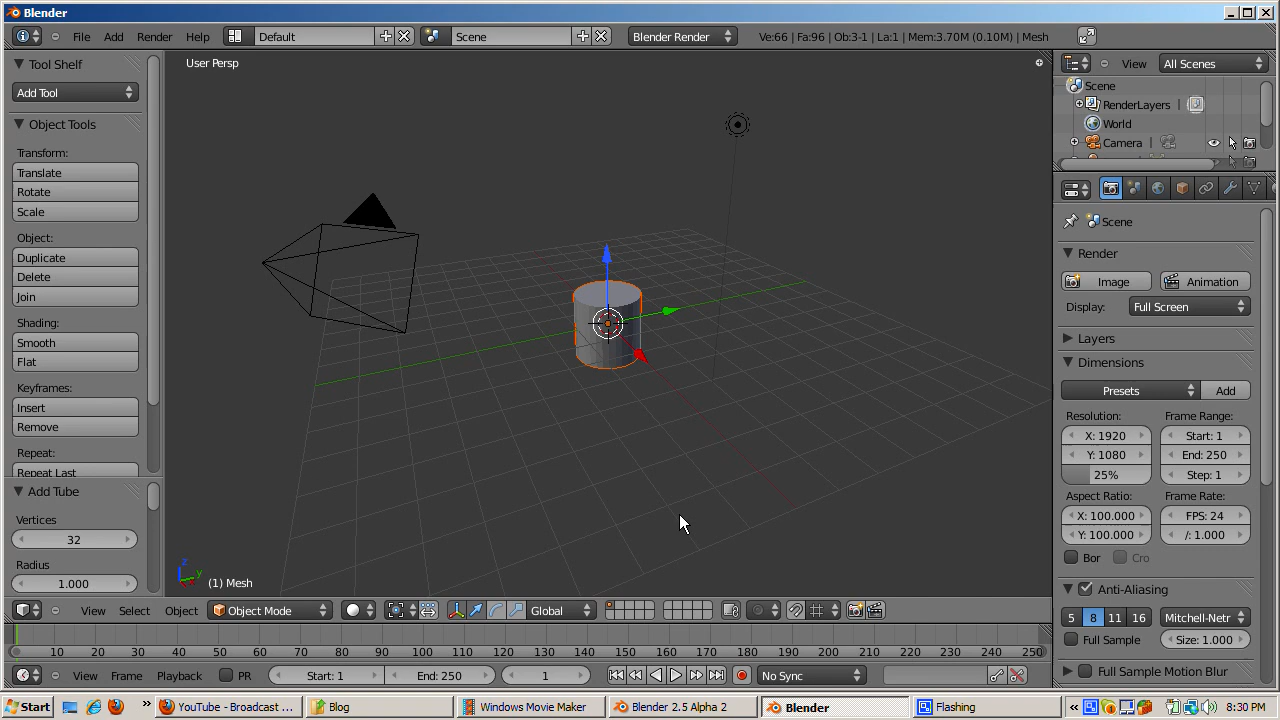 Blender
File Add Render Help Default Scene Blender Render Ve:66 | Fa:96 | Ob:3-1 | La:1 | Mem:3.70M (0.10M) | Mesh
Tool Shelf
Add Tool
Object Tools
Transform:
Translate
Rotate
Scale
Object:
Duplicate
Delete
Join
Shading:
Smooth
Flat
Keyframes:
Insert
Remove
Repeat:
Repeat Last
Add Tube
Vertices
32
Radius
1.000
User Persp
z
y
(1) Mesh
View Select Object Object Mode Global
View All Scenes
Scene
RenderLayers
World
Camera
Scene
Render
Image Animation
Display: Full Screen
Layers
Dimensions
Presets Add
Resolution: Frame Range:
X: 1920 Start: 1
Y: 1080 End: 250
25% Step: 1
Aspect Ratio: Frame Rate:
X: 100.000 FPS: 24
Y: 100.000 /: 1.000
Bor Cro
Anti-Aliasing
5 8 11 16 Mitchell-Netr
Full Sample Size: 1.000
Full Sample Motion Blur
10 20 30 40 50 60 70 80 90 100 110 120 130 140 150 160 170 180 190 200 210 220 230 240 250
View Frame Playback PR Start: 1 End: 250 1 No Sync
Start » YouTube - Broadcast ... Blog Windows Movie Maker Blender 2.5 Alpha 2 Blender Flashing « 8:30 PM